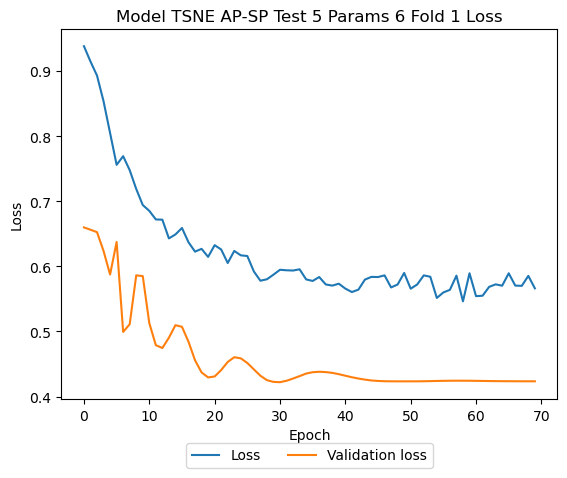 Model TSNE AP-SP Test 5 Params 6 Fold 1 Loss
0.9
0.8
0.7
0.6
0.5
0.4
Loss
0 10 20 30 40 50 60 70
Epoch
Loss Validation loss